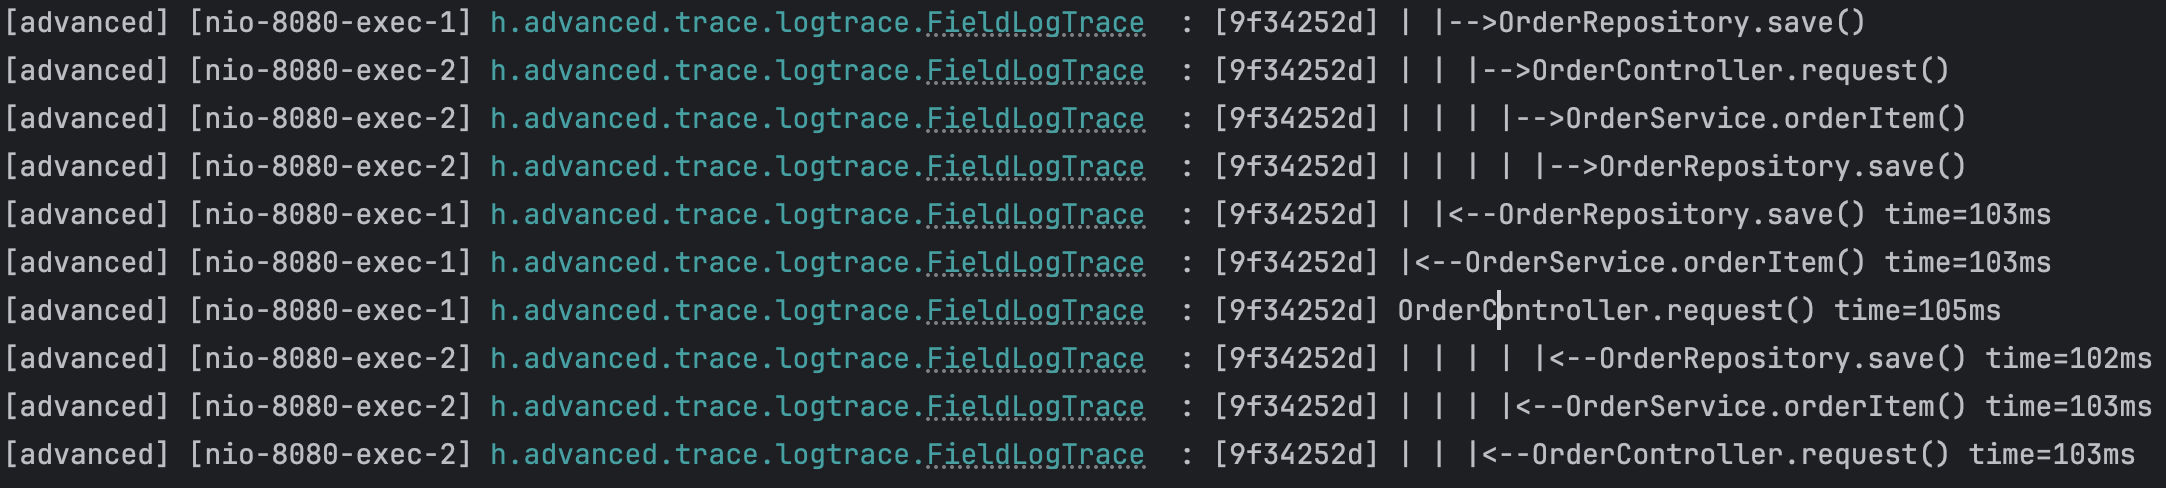 [advanced] [nio-8080-exec-1] h.advanced.trace.logtrace.FieldLogTrace  : [9f34252d] | |-->OrderRepository.save()
[advanced] [nio-8080-exec-2] h.advanced.trace.logtrace.FieldLogTrace  : [9f34252d] | | |-->OrderController.request()
[advanced] [nio-8080-exec-2] h.advanced.trace.logtrace.FieldLogTrace  : [9f34252d] | | | |-->OrderService.orderItem()
[advanced] [nio-8080-exec-2] h.advanced.trace.logtrace.FieldLogTrace  : [9f34252d] | | | | |-->OrderRepository.save()
[advanced] [nio-8080-exec-1] h.advanced.trace.logtrace.FieldLogTrace  : [9f34252d] | |<--OrderRepository.save() time=103ms
[advanced] [nio-8080-exec-1] h.advanced.trace.logtrace.FieldLogTrace  : [9f34252d] |<--OrderService.orderItem() time=103ms
[advanced] [nio-8080-exec-1] h.advanced.trace.logtrace.FieldLogTrace  : [9f34252d] OrderController.request() time=105ms
[advanced] [nio-8080-exec-2] h.advanced.trace.logtrace.FieldLogTrace  : [9f34252d] | | | | |<--OrderRepository.save() time=102ms
[advanced] [nio-8080-exec-2] h.advanced.trace.logtrace.FieldLogTrace  : [9f34252d] | | | |<--OrderService.orderItem() time=103ms
[advanced] [nio-8080-exec-2] h.advanced.trace.logtrace.FieldLogTrace  : [9f34252d] | | |<--OrderController.request() time=103ms